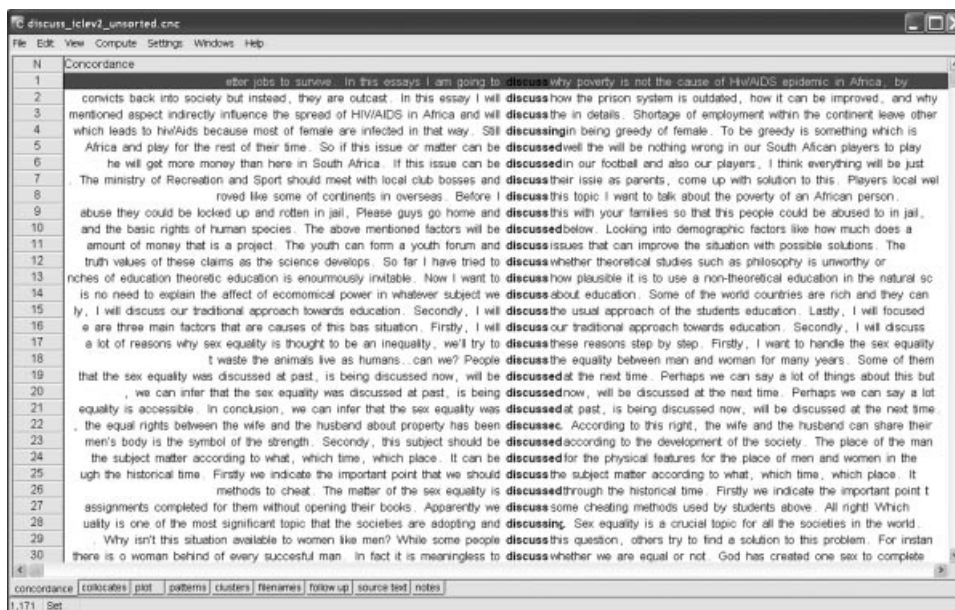 discuss_iclev2_unsorted.cnc
File Edit View Compute Settings Windows Help
N Concordance
1 etter jobs to survive. In this essays I am going to discuss why poverty is not the cause of Hiv/AIDS epidemic in Africa, by
2 convicts back into society but instead, they are outcast. In this essay I will discuss how the prison system is outdated, how it can be improved, and why
3 mentioned aspect indirectly influence the spread of HIV/AIDS in Africa and will discuss the in details. Shortage of employment within the continent leave other
4 which leads to hiv/Aids because most of female are infected in that way. Still discussing in being greedy of female. To be greedy is something which is
5 Africa and play for the rest of their time. So if this issue or matter can be discussed well the will be nothing wrong in our South African players to play
6 he will get more money than here in South Africa. If this issue can be discussed in our football and also our players, I think everything will be just
7 . The ministry of Recreation and Sport should meet with local club bosses and discuss their issie as parents, come up with solution to this. Players local wel
8 roved like some of continents in overseas. Before I discuss this topic I want to talk about the poverty of an African person.
9 abuse they could be locked up and rotten in jail, Please guys go home and discuss this with your families so that this people could be abused to in jail,
10 and the basic rights of human species. The above mentioned factors will be discussed below. Looking into demographic factors like how much does a
11 amount of money that is a project. The youth can form a youth forum and discuss issues that can improve the situation with possible solutions. The
12 truth values of these claims as the science develops. So far I have tried to discuss whether theoretical studies such as philosophy is unworthy or
13 nches of education theoretic education is enourmously invitable. Now I want to discuss how plausible it is to use a non-theoretical education in the natural sc
14 is no need to explain the affect of ecomomical power in whatever subject we discuss about education. Some of the world countries are rich and they can
15 ly, I will discuss our traditional approach towards education. Secondly, I will discuss the usual approach of the students education. Lastly, I will focused
16 e are three main factors that are causes of this bas situation. Firstly, I will discuss our traditional approach towards education. Secondly, I will discuss
17 a lot of reasons why sex equality is thought to be an inequality, we'll try to discuss these reasons step by step. Firstly, I want to handle the sex equality
18 t waste the animals live as humans..can we? People discuss the equality between man and woman for many years. Some of them
19 that the sex equality was discussed at past, is being discussed now, will be discussed at the next time. Perhaps we can say a lot of things about this but
20 , we can infer that the sex equality was discussed at past, is being discussed now, will be discussed at the next time. Perhaps we can say a lot
21 equality is accessible. In conclusion, we can infer that the sex equality was discussed at past, is being discussed now, will be discussed at the next time.
22 , the equal rights between the wife and the husband about property has been discussec. According to this right, the wife and the husband can share their
23 men's body is the symbol of the strength. Secondy, this subject should be discussed according to the development of the society. The place of the man
24 the subject matter according to what, which time, which place. It can be discussed for the physical features for the place of men and women in the
25 ugh the historical time. Firstly we indicate the important point that we should discuss the subject matter according to what, which time, which place. It
26 methods to cheat. The matter of the sex equality is discussed through the historical time. Firstly we indicate the important point t
27 assignments completed for them without opening their books. Apparently we discuss some cheating methods used by students above. All right! Which
28 uality is one of the most significant topic that the societies are adopting and discussing. Sex equality is a crucial topic for all the societies in the world.
29 . Why isn't this situation available to women like men? While some people discuss this question, others try to find a solution to this problem. For instan
30 there is o woman behind of every succesful man. In fact it is meaningless to discuss whether we are equal or not. God has created one sex to complete
concordance collocates plot patterns clusters filenames follow up source text notes
1,171 Set